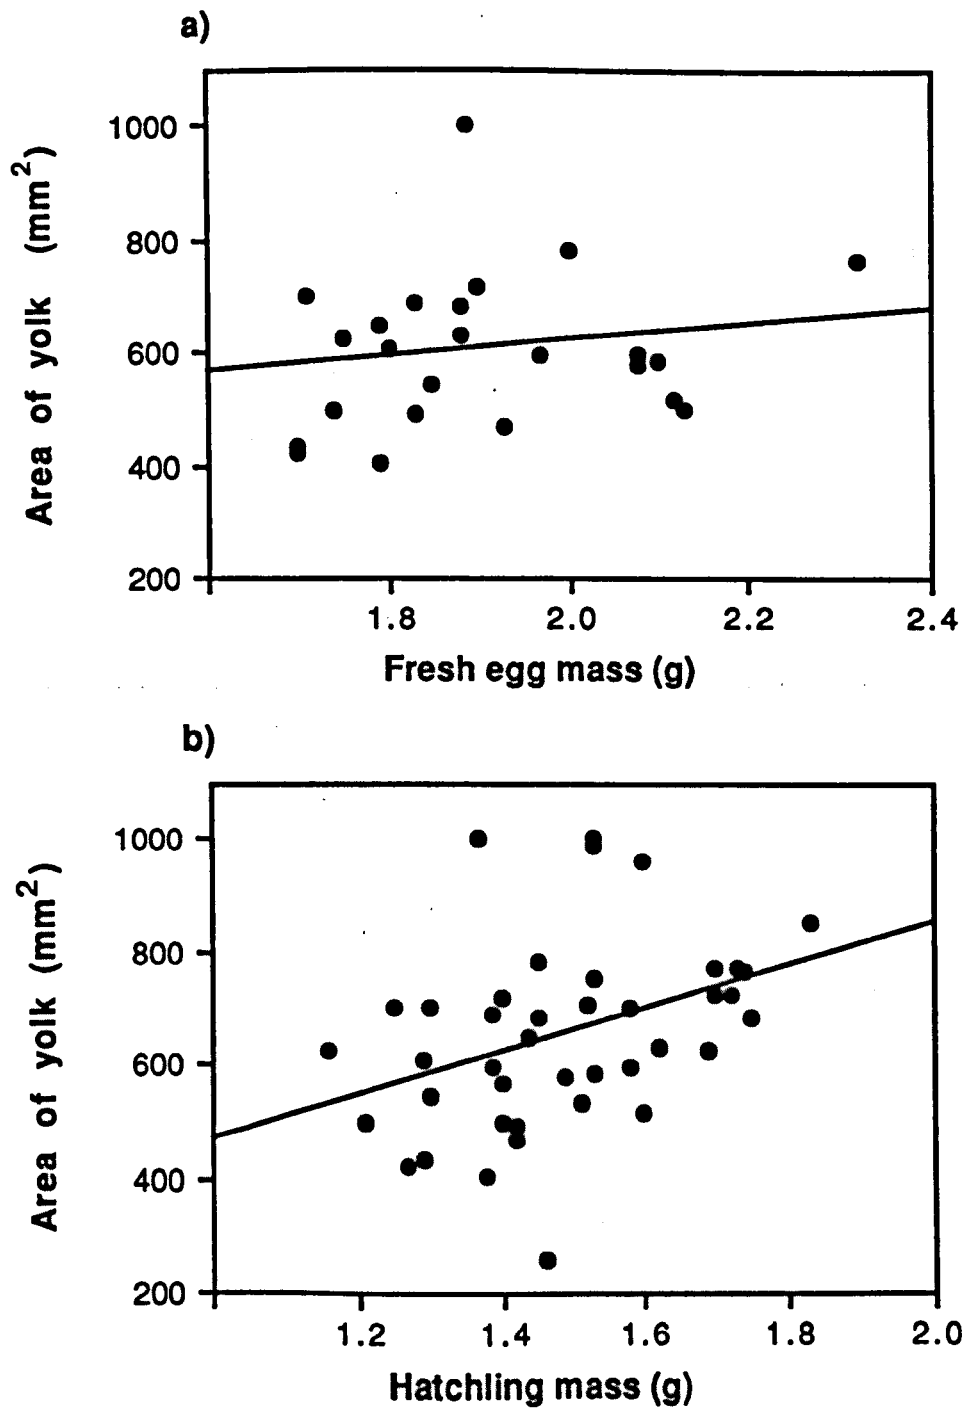 a)
Area of yolk (mm²)
1000
800
600
400
200
1.8 2.0 2.2 2.4
Fresh egg mass (g)
b)
Area of yolk (mm²)
1000
800
600
400
200
1.2 1.4 1.6 1.8 2.0
Hatchling mass (g)